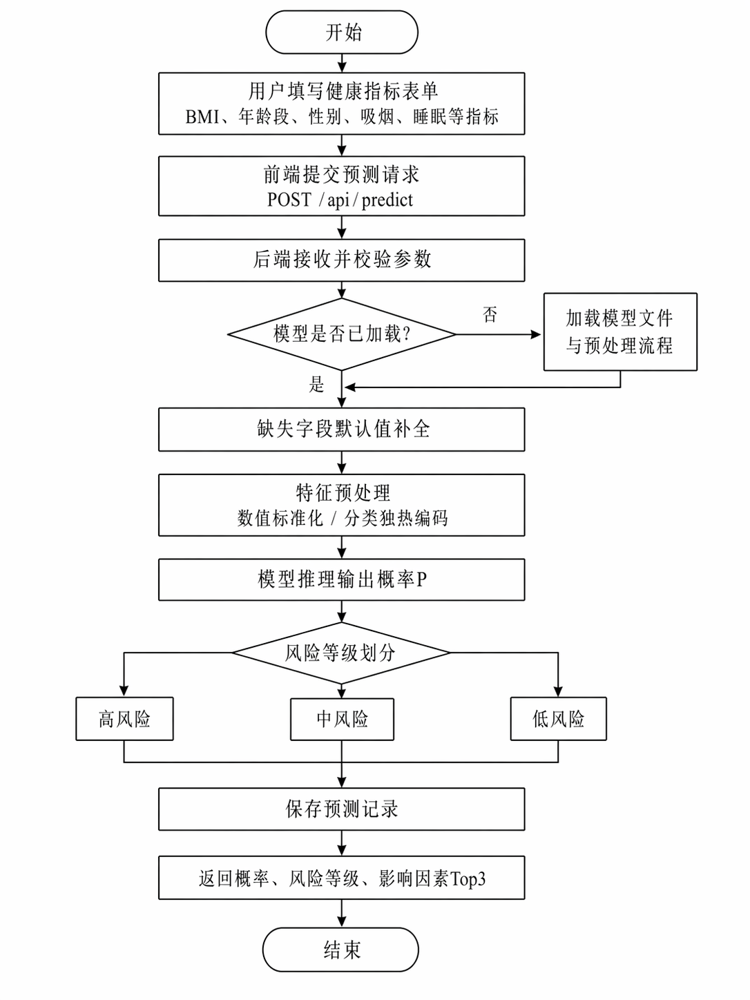 开始
用户填写健康指标表单
BMI、年龄段、性别、吸烟、睡眠等指标
前端提交预测请求
POST /api/predict
后端接收并校验参数
模型是否已加载?
否
加载模型文件
与预处理流程
是
缺失字段默认值补全
特征预处理
数值标准化 / 分类独热编码
模型推理输出概率P
风险等级划分
高风险
中风险
低风险
保存预测记录
返回概率、风险等级、影响因素Top3
结束